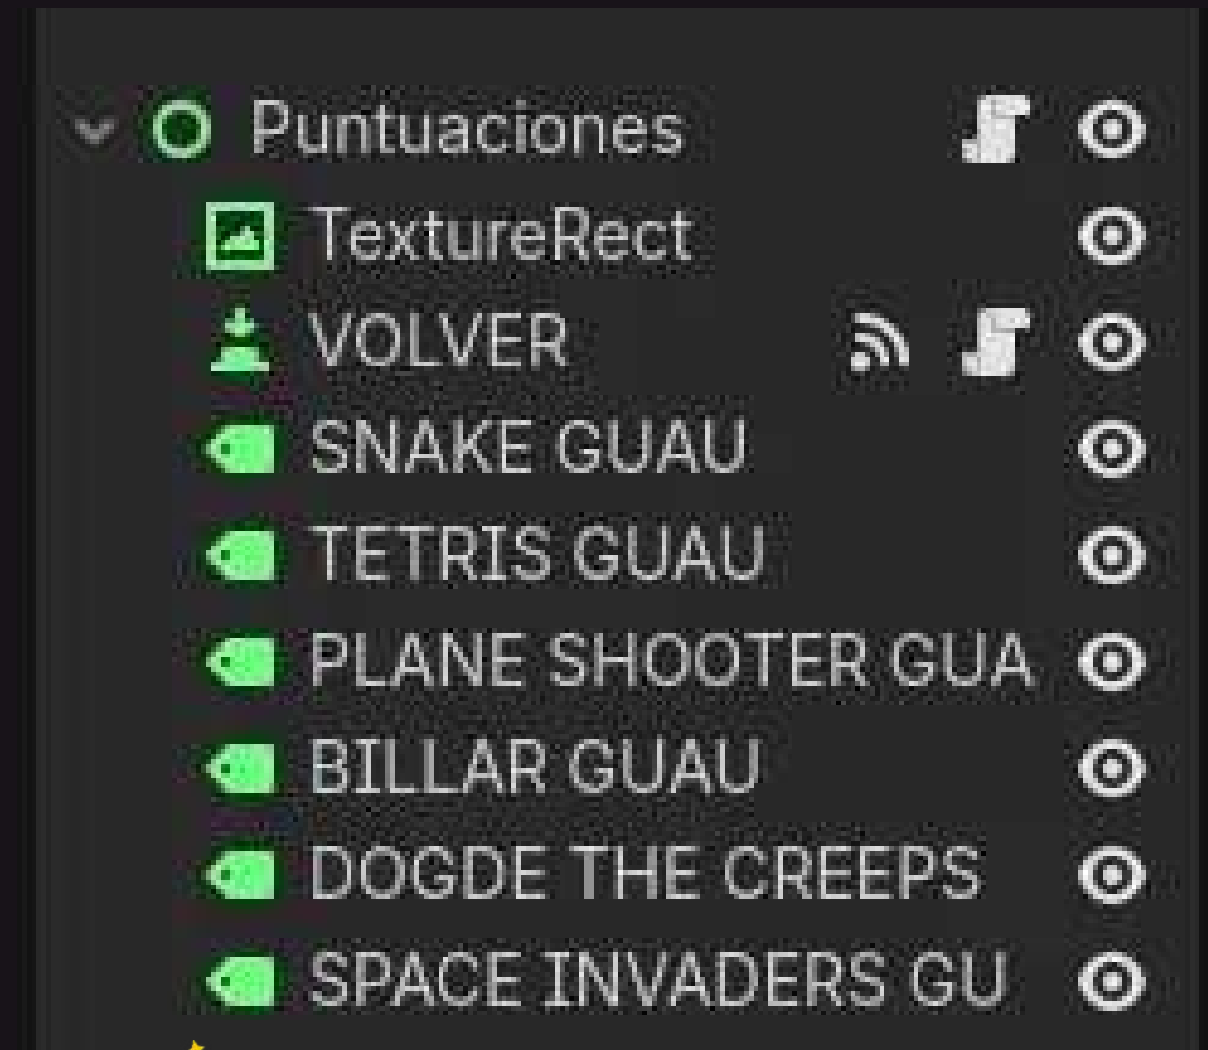 Puntuaciones
TextureRect
VOLVER
SNAKE GUAU
TETRIS GUAU
PLANE SHOOTER GUA
BILLAR GUAU
DOGDE THE CREEPS
SPACE INVADERS GU